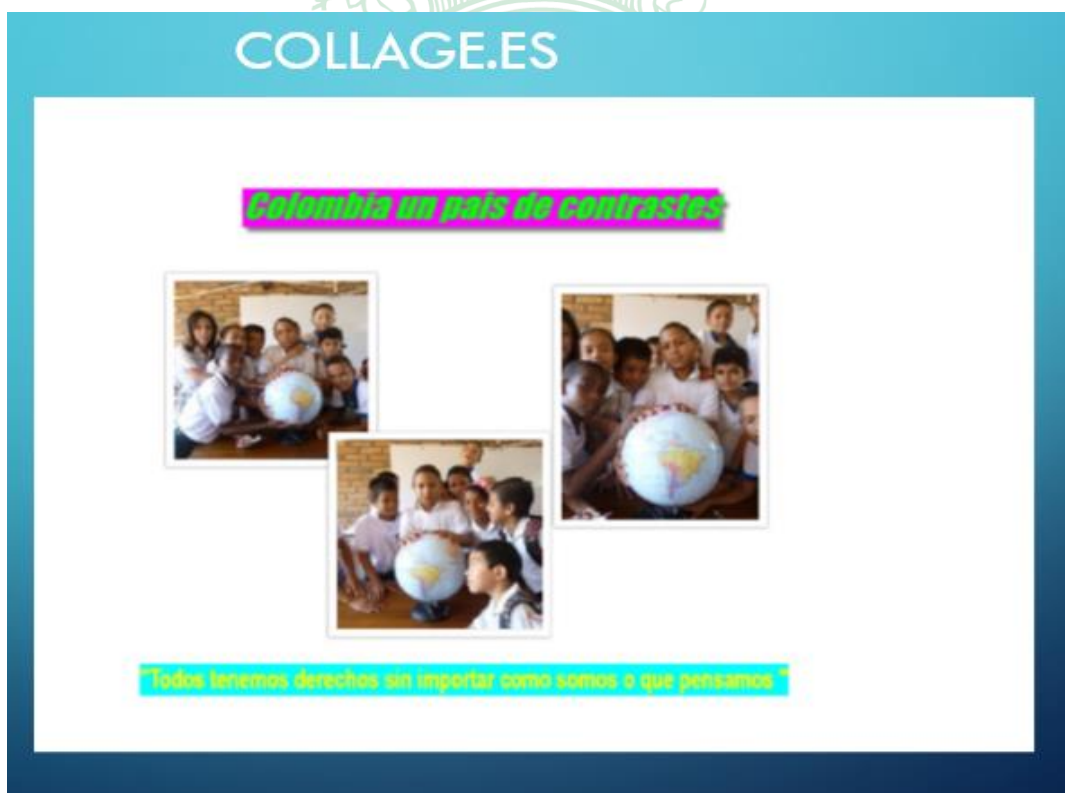 COLLAGE.ES
Colombia un pais de contrastes
"Todos tenemos derechos sin importar como somos o que pensamos "